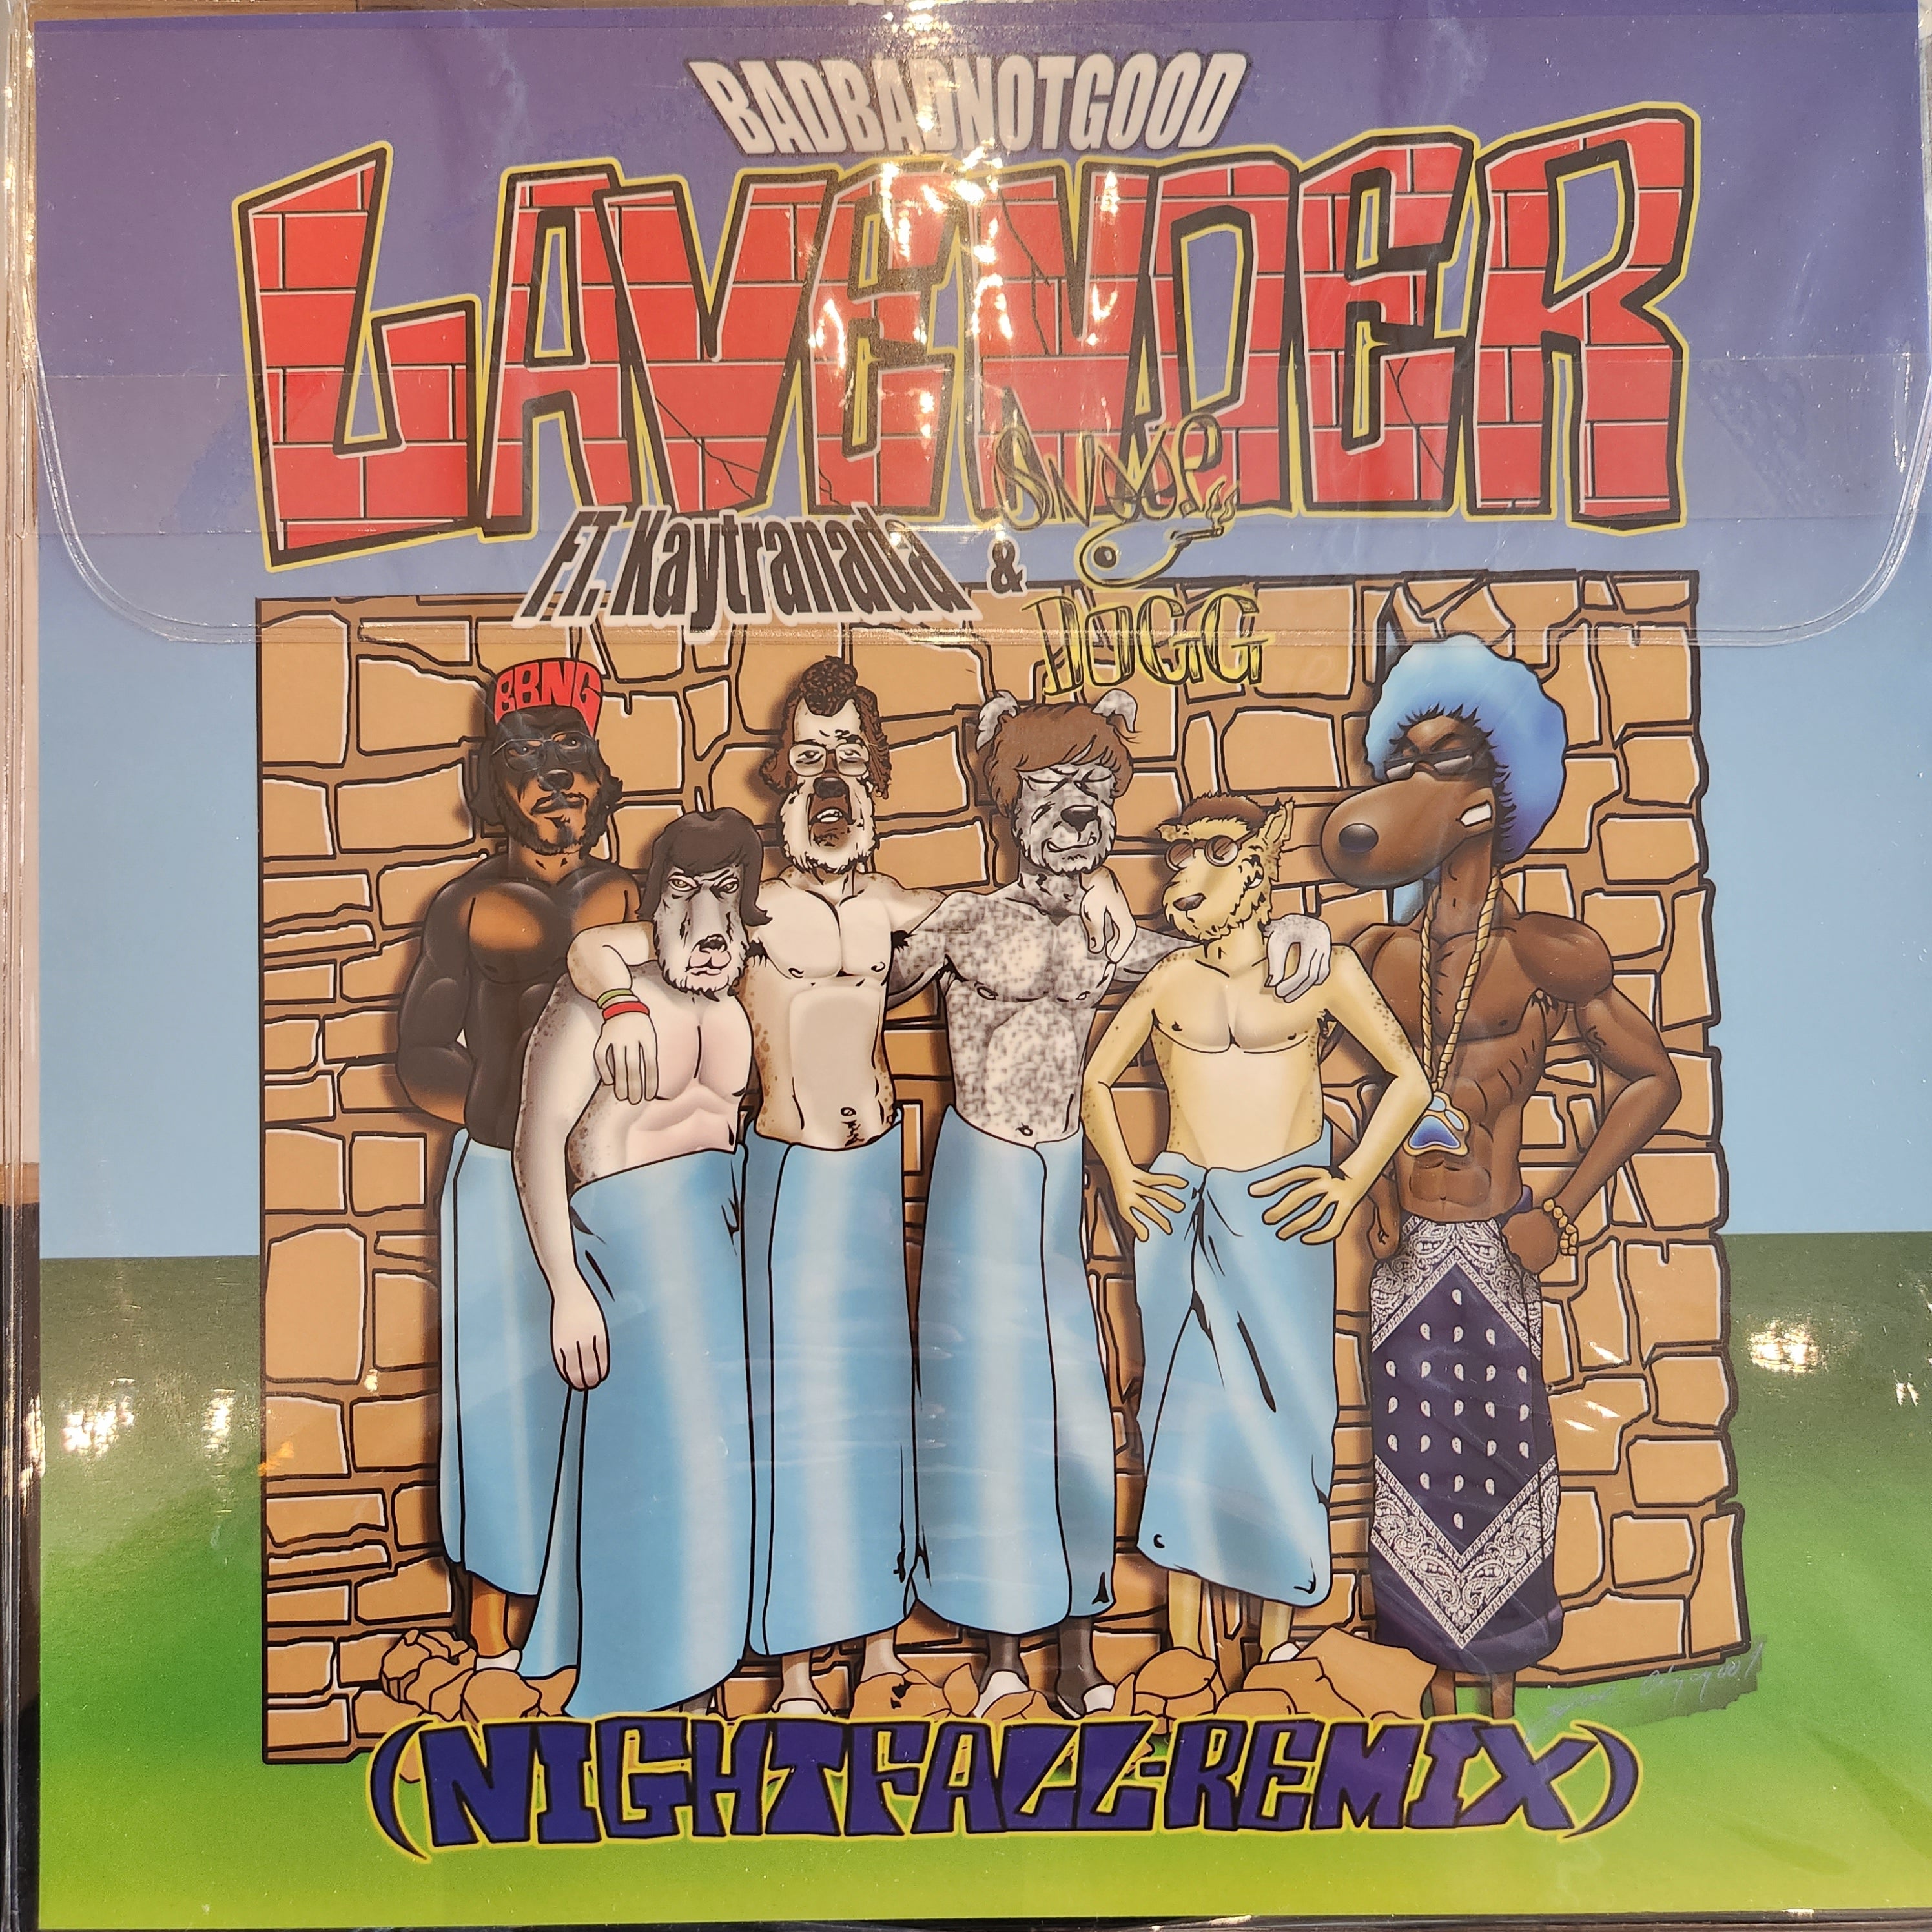 BADBADNOTGOOD
LAVENDER
FT. Kaytranada & SNOOP DOGG
BBNG
(NIGHTFALL-REMIX)